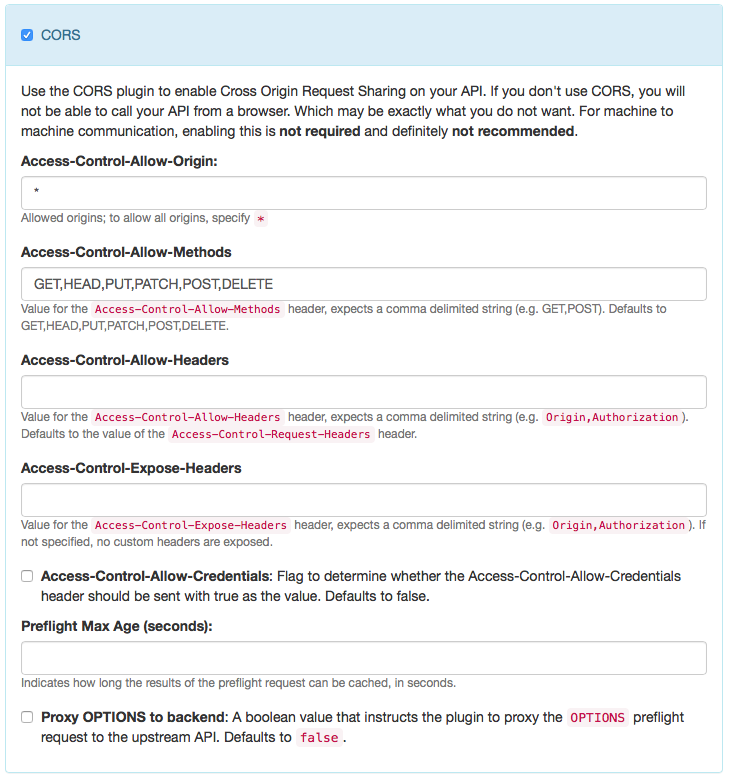 CORS
Use the CORS plugin to enable Cross Origin Request Sharing on your API. If you don't use CORS, you will
not be able to call your API from a browser. Which may be exactly what you do not want. For machine to
machine communication, enabling this is not required and definitely not recommended.
Access-Control-Allow-Origin:
*
Allowed origins; to allow all origins, specify *
Access-Control-Allow-Methods
GET,HEAD,PUT,PATCH,POST,DELETE
Value for the Access-Control-Allow-Methods header, expects a comma delimited string (e.g. GET,POST). Defaults to
GET,HEAD,PUT,PATCH,POST,DELETE.
Access-Control-Allow-Headers
Value for the Access-Control-Allow-Headers header, expects a comma delimited string (e.g. Origin,Authorization ).
Defaults to the value of the Access-Control-Request-Headers header.
Access-Control-Expose-Headers
Value for the Access-Control-Expose-Headers header, expects a comma delimited string (e.g. Origin,Authorization ). If
not specified, no custom headers are exposed.
Access-Control-Allow-Credentials: Flag to determine whether the Access-Control-Allow-Credentials
header should be sent with true as the value. Defaults to false.
Preflight Max Age (seconds):
Indicates how long the results of the preflight request can be cached, in seconds.
Proxy OPTIONS to backend: A boolean value that instructs the plugin to proxy the OPTIONS preflight
request to the upstream API. Defaults to false .